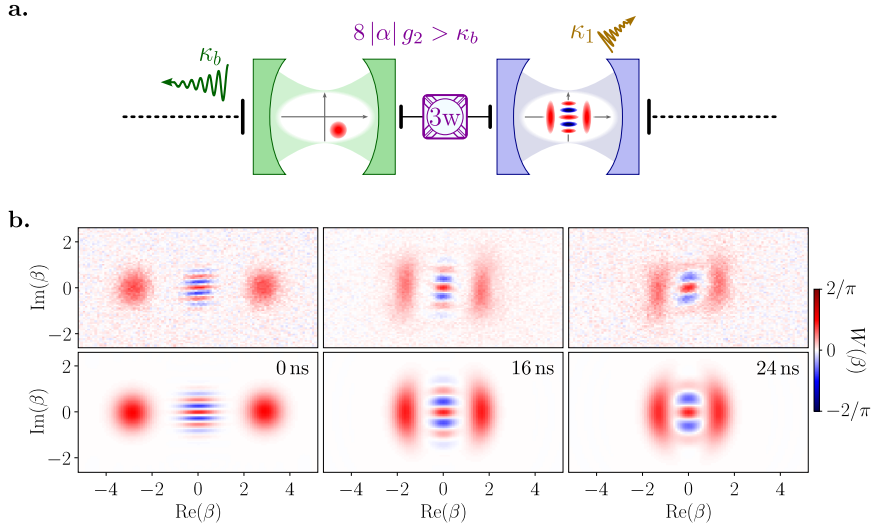 a.
8 |α| g₂ > κ_b
κ_b
κ₁
3w
b.
2
0
−2
Im(β)
0 ns
16 ns
24 ns
2
0
−2
Im(β)
−4 −2 0 2 4
−4 −2 0 2 4
−4 −2 0 2 4
Re(β)
Re(β)
Re(β)
2/π
0
−2/π
W(β)